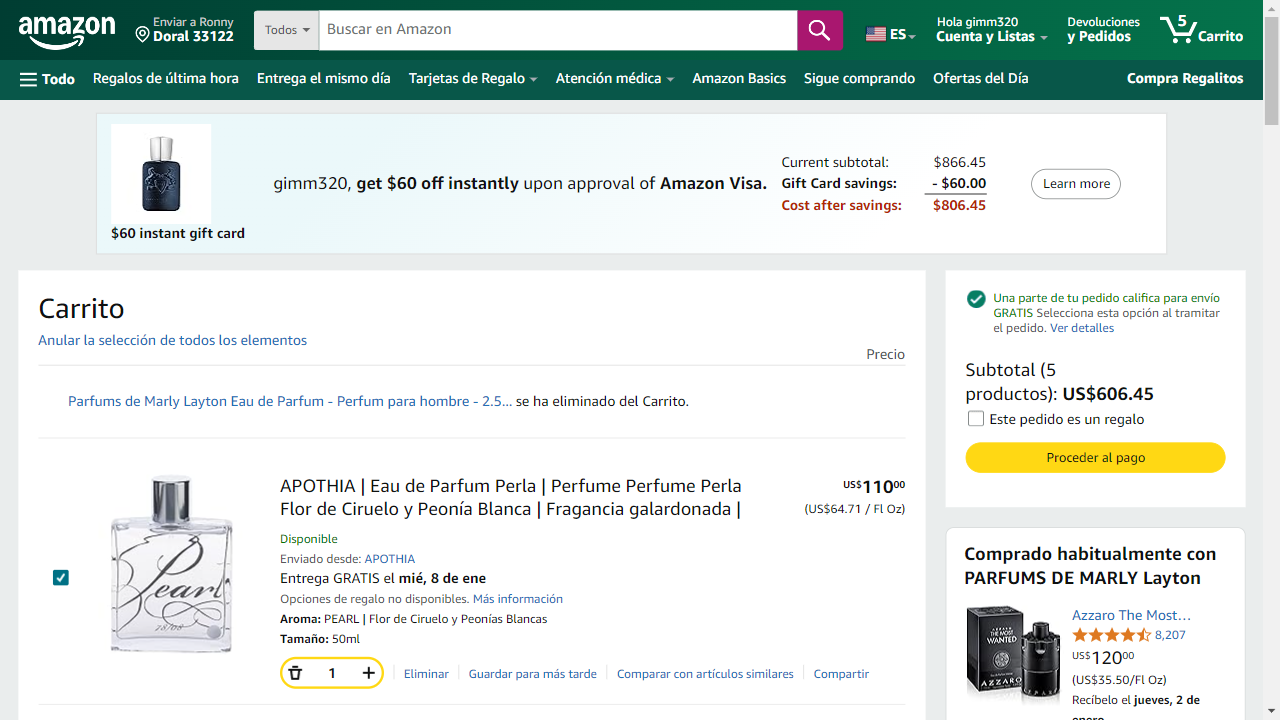 amazon
Enviar a Ronny
Doral 33122
Todos
Buscar en Amazon
ES
Hola gimm320
Cuenta y Listas
Devoluciones
y Pedidos
5
Carrito
Todo
Regalos de última hora
Entrega el mismo día
Tarjetas de Regalo
Atención médica
Amazon Basics
Sigue comprando
Ofertas del Día
Compra Regalitos
$60 instant gift card
gimm320, get $60 off instantly upon approval of Amazon Visa.
Current subtotal: $866.45
Gift Card savings: - $60.00
Cost after savings: $806.45
Learn more
Carrito
Anular la selección de todos los elementos
Precio
Parfums de Marly Layton Eau de Parfum - Perfum para hombre - 2.5... se ha eliminado del Carrito.
Pearl
APOTHIA | Eau de Parfum Perla | Perfume Perfume Perla
Flor de Ciruelo y Peonía Blanca | Fragancia galardonada |
US$11000
(US$64.71 / Fl Oz)
Disponible
Enviado desde: APOTHIA
Entrega GRATIS el mié, 8 de ene
Opciones de regalo no disponibles. Más información
Aroma: PEARL | Flor de Ciruelo y Peonías Blancas
Tamaño: 50ml
1
Eliminar
Guardar para más tarde
Comparar con artículos similares
Compartir
Una parte de tu pedido califica para envío
GRATIS Selecciona esta opción al tramitar
el pedido. Ver detalles
Subtotal (5
productos): US$606.45
Este pedido es un regalo
Proceder al pago
Comprado habitualmente con
PARFUMS DE MARLY Layton
AZZARO
THE MOST
WANTED
AZZARO
Azzaro The Most...
8,207
US$12000
(US$35.50/Fl Oz)
Recíbelo el jueves, 2 de
enero